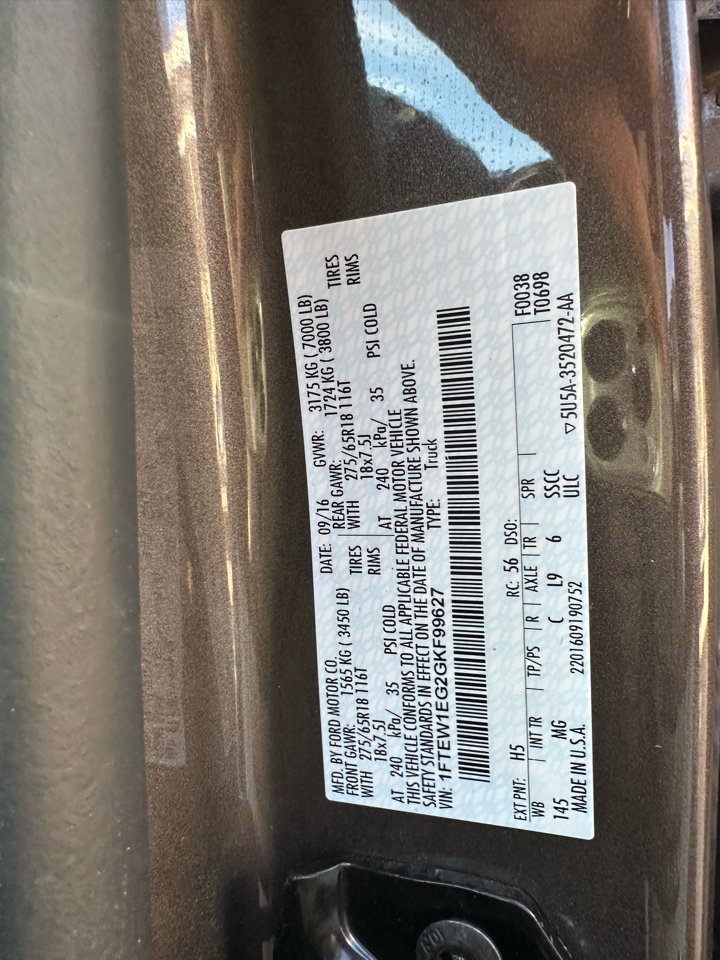 MFD. BY FORD MOTOR CO.
DATE: 09/16 GVWR: 3175 KG ( 7000 LB)
FRONT GAWR: 1565 KG ( 3450 LB) REAR GAWR: 1724 KG ( 3800 LB)
WITH 275/65R18 116T TIRES WITH 275/65R18 116T TIRES
18x7.5J RIMS 18x7.5J RIMS
AT 240 kPa/ 35 PSI COLD AT 240 kPa/ 35 PSI COLD
THIS VEHICLE CONFORMS TO ALL APPLICABLE FEDERAL MOTOR VEHICLE
SAFETY STANDARDS IN EFFECT ON THE DATE OF MANUFACTURE SHOWN ABOVE.
VIN: 1FTEW1EG2GKF99627 TYPE: Truck
EXT PNT: H5 RC: 56 DSO: F0038
WB INT TR TP/PS R AXLE TR SPR T0698
145 MG C L9 6 SSCC
MADE IN U.S.A. 2201609190752 ULC ▽5U5A-3520472-AA